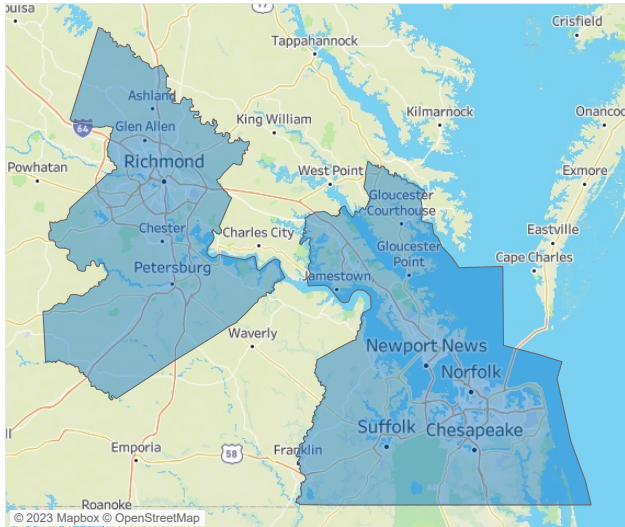 17
Crisfield
Tappahannock
Ashland
Kilmarnock
Onancoc
64
Glen Allen
King William
Powhatan
Richmond
West Point
Exmore
Gloucester
Courthouse
Chester
Charles City
Eastville
Gloucester
Point
Cape Charles
Petersburg
Jamestown
Waverly
Newport News
Norfolk
Suffolk
Chesapeake
Emporia
58
Franklin
Roanoke
© 2023 Mapbox © OpenStreetMap